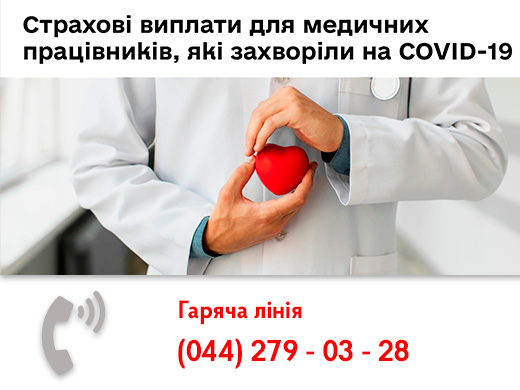 Страхові виплати для медичних
працівників, які захворіли на COVID-19
Гаряча лінія
(044) 279 - 03 - 28